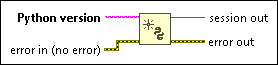 Python version
session out
error in (no error)
error out